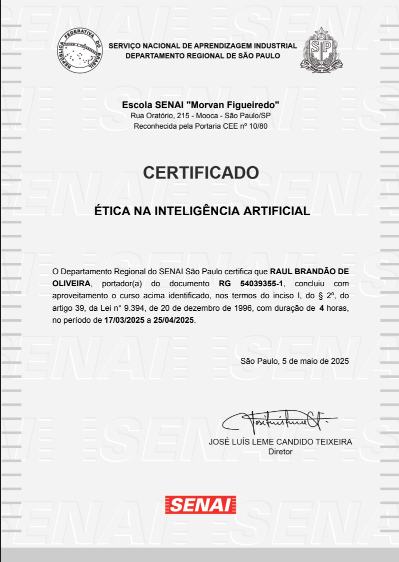 REPÚBLICA FEDERATIVA DO BRASIL
SERVIÇO NACIONAL DE APRENDIZAGEM INDUSTRIAL
DEPARTAMENTO REGIONAL DE SÃO PAULO
SP
Escola SENAI "Morvan Figueiredo"
Rua Oratório, 215 - Mooca - São Paulo/SP
Reconhecida pela Portaria CEE nº 10/80
CERTIFICADO
ÉTICA NA INTELIGÊNCIA ARTIFICIAL
O Departamento Regional do SENAI São Paulo certifica que RAUL BRANDÃO DE
OLIVEIRA, portador(a) do documento RG 54039355-1, concluiu com
aproveitamento o curso acima identificado, nos termos do inciso I, do § 2º, do
artigo 39, da Lei n° 9.394, de 20 de dezembro de 1996, com duração de 4 horas,
no período de 17/03/2025 a 25/04/2025.
São Paulo, 5 de maio de 2025
JOSÉ LUÍS LEME CANDIDO TEIXEIRA
Diretor
SENAI